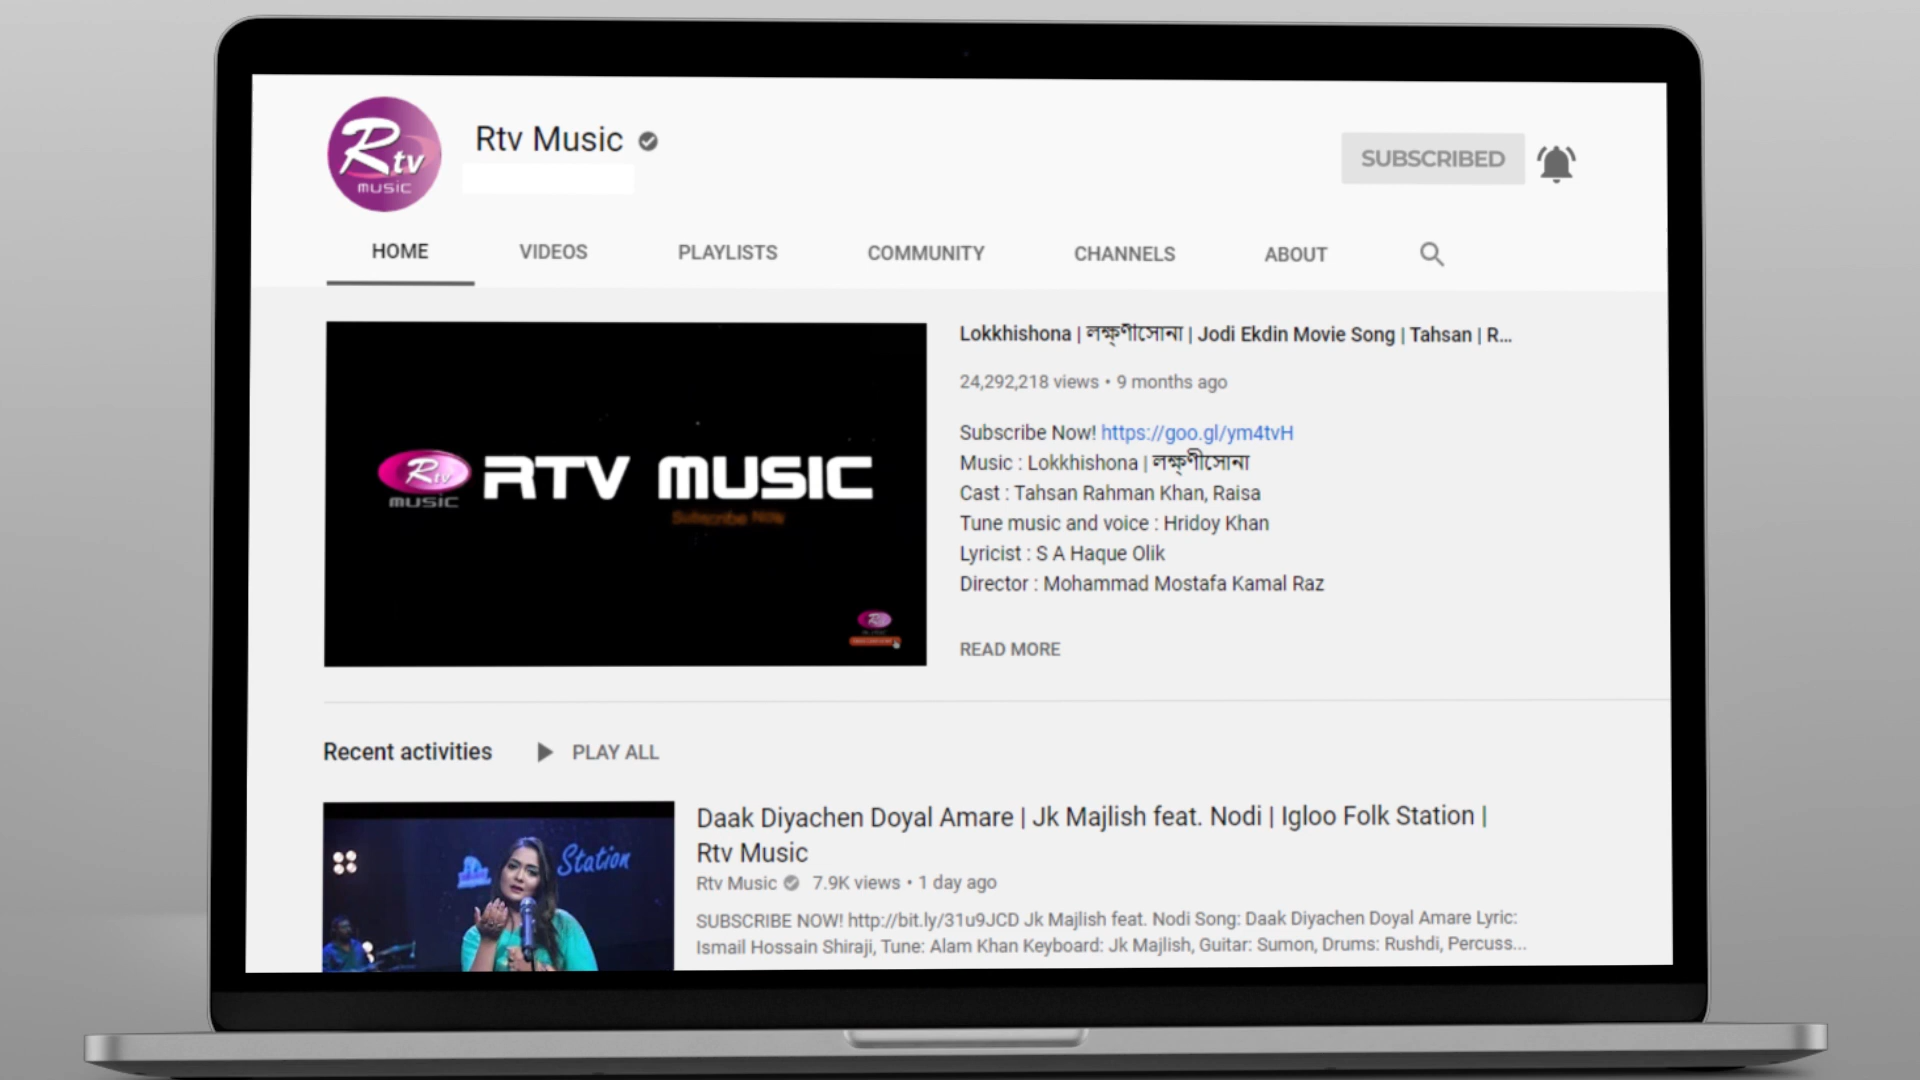 Rtv
MUSIC
Rtv Music
SUBSCRIBED
HOME VIDEOS PLAYLISTS COMMUNITY CHANNELS ABOUT
Rtv
MUSIC
RTV MUSIC
Subscribe Now
Lokkhishona | লক্ষ্ণীসোনা | Jodi Ekdin Movie Song | Tahsan | R...
24,292,218 views • 9 months ago
Subscribe Now! https://goo.gl/ym4tvH
Music : Lokkhishona | লক্ষ্ণীসোনা
Cast : Tahsan Rahman Khan, Raisa
Tune music and voice : Hridoy Khan
Lyricist : S A Haque Olik
Director : Mohammad Mostafa Kamal Raz
READ MORE
Recent activities PLAY ALL
Station
Daak Diyachen Doyal Amare | Jk Majlish feat. Nodi | Igloo Folk Station |
Rtv Music
Rtv Music 7.9K views • 1 day ago
SUBSCRIBE NOW! http://bit.ly/31u9JCD Jk Majlish feat. Nodi Song: Daak Diyachen Doyal Amare Lyric:
Ismail Hossain Shiraji, Tune: Alam Khan Keyboard: Jk Majlish, Guitar: Sumon, Drums: Rushdi, Percuss...